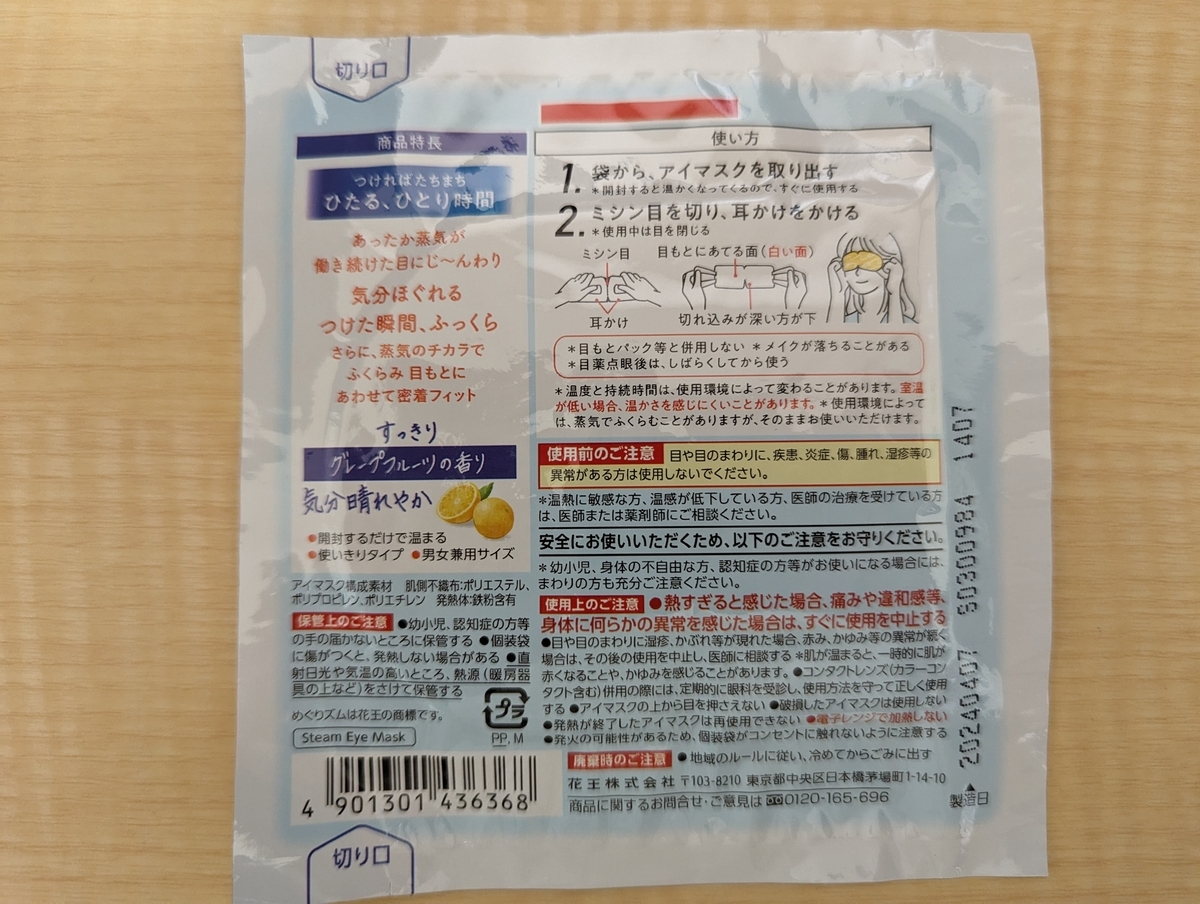 切り口
商品特長
つければたちまち
ひたる、ひとり時間
あったか蒸気が
働き続けた目にじ〜んわり
気分ほぐれる
つけた瞬間、ふっくら
さらに、蒸気のチカラで
ふくらみ 目もとに
あわせて密着フィット
すっきり
グレープフルーツの香り
気分晴れやか
●開封するだけで温まる
●使いきりタイプ ●男女兼用サイズ
アイマスク構成素材 肌側不織布:ポリエステル、
ポリプロピレン、ポリエチレン 発熱体:鉄粉含有
保管上のご注意 ●幼小児、認知症の方等
の手の届かないところに保管する ●個装袋
に傷がつくと、発熱しない場合がある ●直
射日光や気温の高いところ、熱源(暖房器
具の上など)をさけて保管する
めぐりズムは花王の商標です。
Steam Eye Mask
プラ
PP, M
4 901301 436368
切り口
使い方
1. 袋から、アイマスクを取り出す
＊開封すると温かくなってくるので、すぐに使用する
2. ミシン目を切り、耳かけをかける
＊使用中は目を閉じる
ミシン目 目もとにあてる面(白い面)
耳かけ 切れ込みが深い方が下
＊目もとパック等と併用しない ＊メイクが落ちることがある
＊目薬点眼後は、しばらくしてから使う
＊温度と持続時間は、使用環境によって変わることがあります。室温
が低い場合、温かさを感じにくいことがあります。＊使用環境によって
は、蒸気でふくらむことがありますが、そのままお使いいただけます。
使用前のご注意 目や目のまわりに、疾患、炎症、傷、腫れ、湿疹等の
異常がある方は使用しないでください。
＊温熱に敏感な方、温感が低下している方、医師の治療を受けている方
は、医師または薬剤師にご相談ください。
安全にお使いいただくため、以下のご注意をお守りください。
＊幼小児、身体の不自由な方、認知症の方等がお使いになる場合には、
まわりの方も充分ご注意ください。
使用上のご注意 ●熱すぎると感じた場合、痛みや違和感等、
身体に何らかの異常を感じた場合は、すぐに使用を中止する
●目や目のまわりに湿疹、かぶれ等が現れた場合、赤み、かゆみ等の異常が続く
場合は、その後の使用を中止し、医師に相談する ＊肌が温まると、一時的に肌が
赤くなることや、かゆみを感じることがあります。 ●コンタクトレンズ(カラーコン
タクト含む)併用の際には、定期的に眼科を受診し、使用方法を守って正しく使用
する ●アイマスクの上から目を押さえない ●破損したアイマスクは使用しない
●発熱が終了したアイマスクは再使用できない ●電子レンジで加熱しない
●発火の可能性があるため、個装袋がコンセントに触れないように注意する
廃棄時のご注意 ●地域のルールに従い、冷めてからごみに出す
花王株式会社 〒103-8210 東京都中央区日本橋茅場町1-14-10
商品に関するお問合せ・ご意見は 0120-165-696
製造日
20240407 80300984 1407